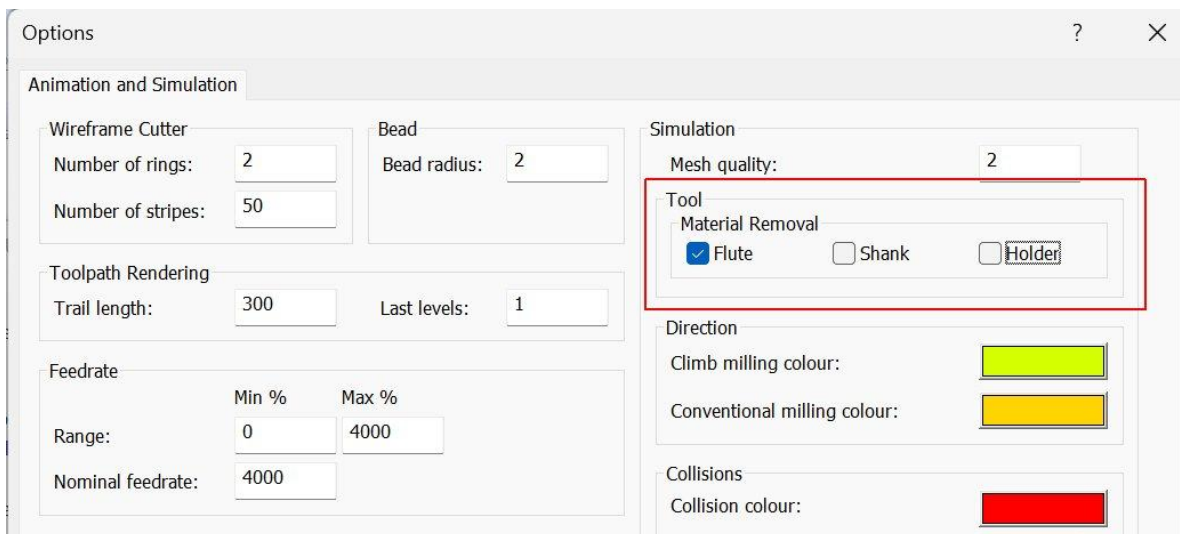 Options
?
Animation and Simulation
Wireframe Cutter
Number of rings: 2
Number of stripes: 50
Bead
Bead radius: 2
Toolpath Rendering
Trail length: 300 Last levels: 1
Feedrate
Min % Max %
Range: 0 4000
Nominal feedrate: 4000
Simulation
Mesh quality: 2
Tool
Material Removal
Flute Shank Holder
Direction
Climb milling colour:
Conventional milling colour:
Collisions
Collision colour: